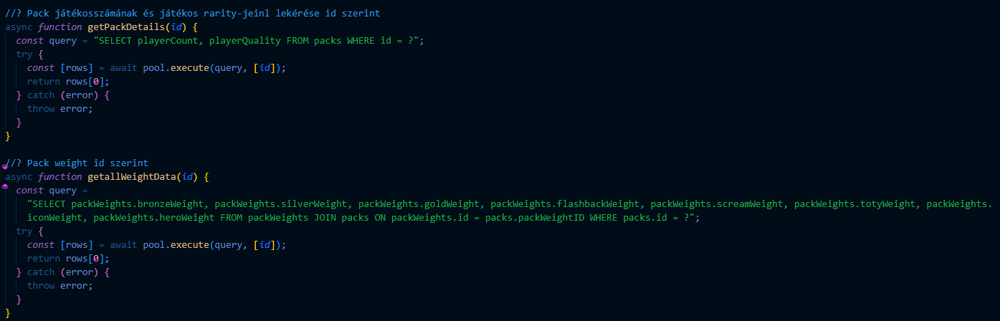 //? Pack játékosszámának és játékos rarity-jeinl lekérése id szerint
async function getPackDetails(id) {
  const query = "SELECT playerCount, playerQuality FROM packs WHERE id = ?";
  try {
    const [rows] = await pool.execute(query, [id]);
    return rows[0];
  } catch (error) {
    throw error;
  }
}
//? Pack weight id szerint
async function getallWeightData(id) {
  const query =
    "SELECT packWeights.bronzeWeight, packWeights.silverWeight, packWeights.goldWeight, packWeights.flashbackWeight, packWeights.screamWeight, packWeights.totyWeight, packWeights.
    iconWeight, packWeights.heroWeight FROM packWeights JOIN packs ON packWeights.id = packs.packWeightID WHERE packs.id = ?";
  try {
    const [rows] = await pool.execute(query, [id]);
    return rows[0];
  } catch (error) {
    throw error;
  }
}